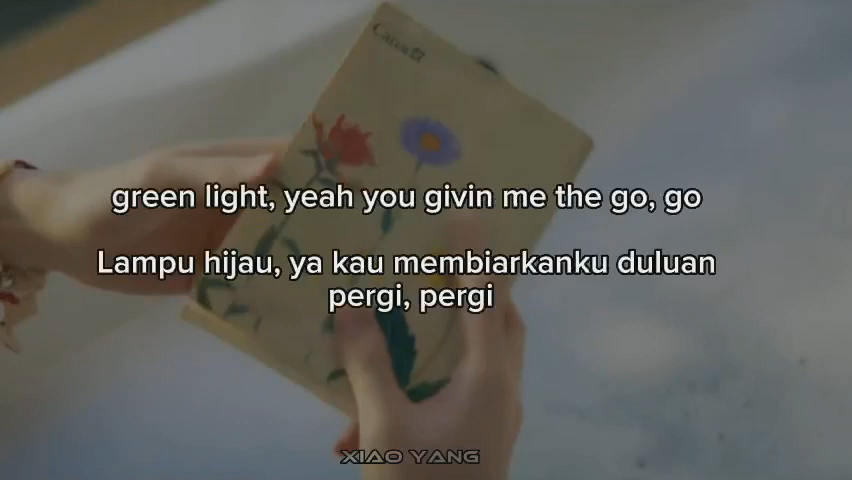 Canada
green light, yeah you givin me the go, go
Lampu hijau, ya kau membiarkanku duluan
pergi, pergi
XIAO YANG